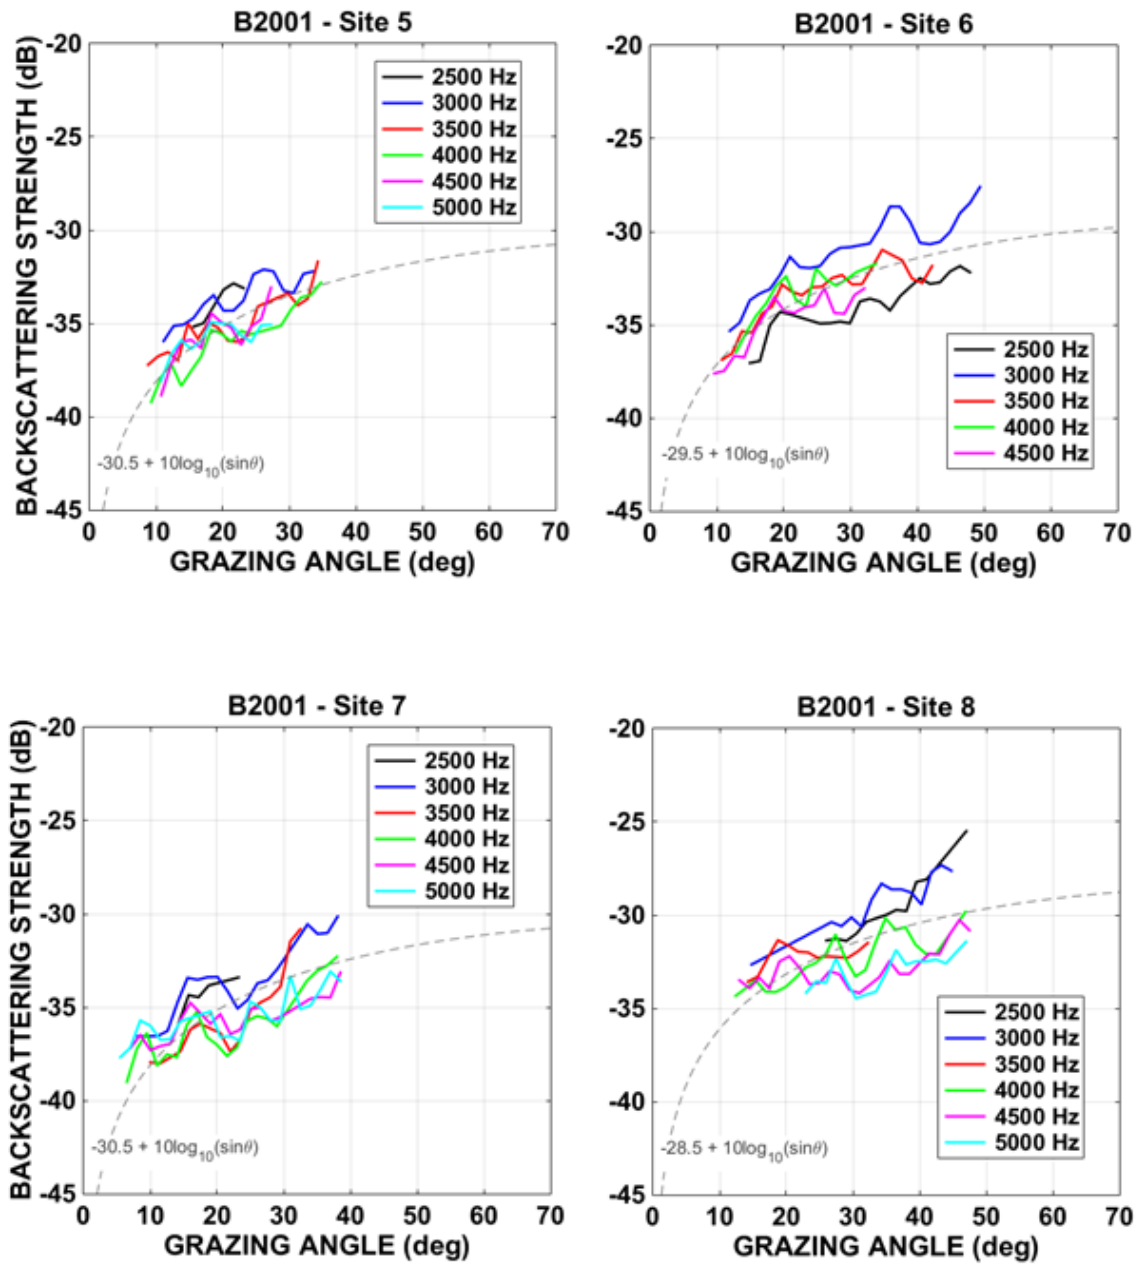 B2001 - Site 5
BACKSCATTERING STRENGTH (dB)
-20
-25
-30
-35
-40
-45
2500 Hz
3000 Hz
3500 Hz
4000 Hz
4500 Hz
5000 Hz
-30.5 + 10log10(sinθ)
0 10 20 30 40 50 60 70
GRAZING ANGLE (deg)
B2001 - Site 6
-20
-25
-30
-35
-40
-45
2500 Hz
3000 Hz
3500 Hz
4000 Hz
4500 Hz
-29.5 + 10log10(sinθ)
0 10 20 30 40 50 60 70
GRAZING ANGLE (deg)
B2001 - Site 7
BACKSCATTERING STRENGTH (dB)
-20
-25
-30
-35
-40
-45
2500 Hz
3000 Hz
3500 Hz
4000 Hz
4500 Hz
5000 Hz
-30.5 + 10log10(sinθ)
0 10 20 30 40 50 60 70
GRAZING ANGLE (deg)
B2001 - Site 8
-20
-25
-30
-35
-40
-45
2500 Hz
3000 Hz
3500 Hz
4000 Hz
4500 Hz
5000 Hz
-28.5 + 10log10(sinθ)
0 10 20 30 40 50 60 70
GRAZING ANGLE (deg)